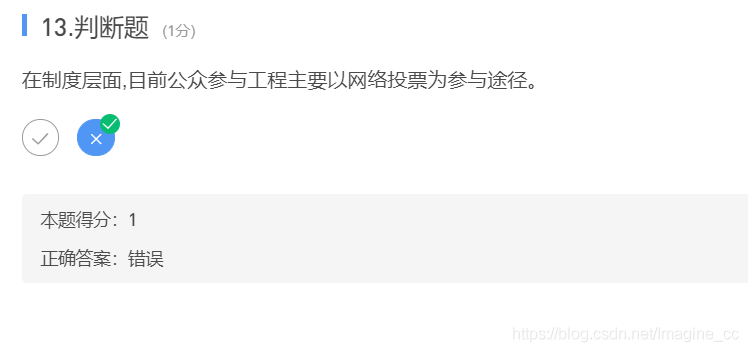 13.判断题 (1分)
在制度层面,目前公众参与工程主要以网络投票为参与途径。
本题得分: 1
正确答案: 错误
https://blog.csdn.net/Imagine_cc